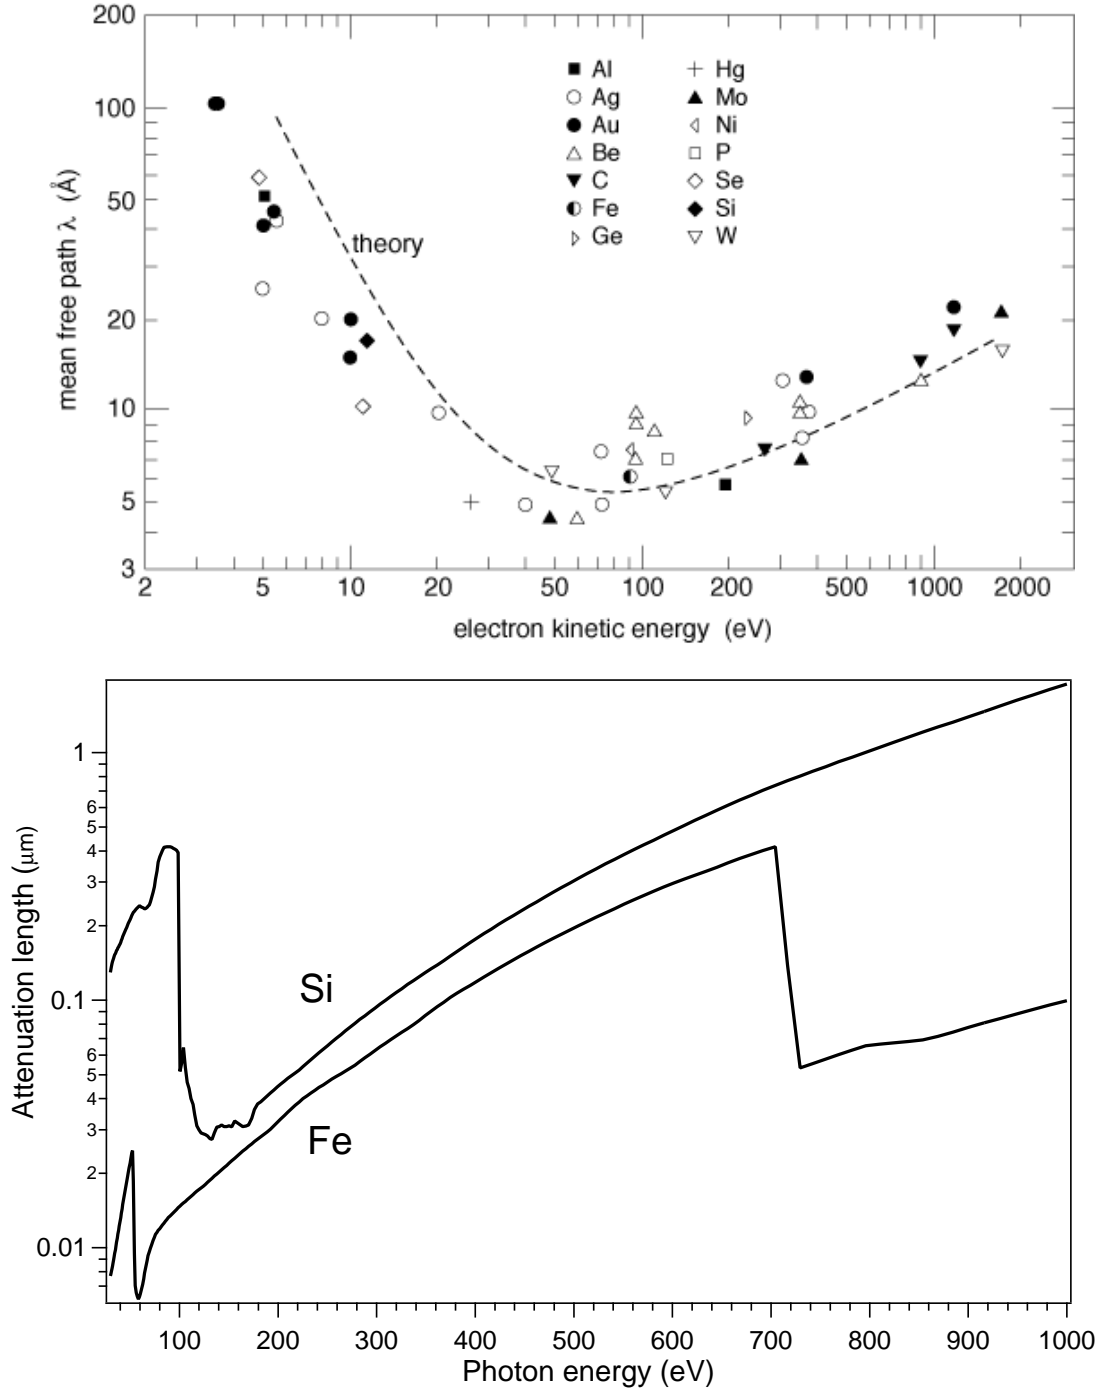 200
100
50
20
10
5
3
mean free path λ (Å)
Al
Ag
Au
Be
C
Fe
Ge
Hg
Mo
Ni
P
Se
Si
W
theory
2 5 10 20 50 100 200 500 1000 2000
electron kinetic energy (eV)
1
6
5
4
3
2
0.1
6
5
4
3
2
0.01
Attenuation length (μm)
Si
Fe
100 200 300 400 500 600 700 800 900 1000
Photon energy (eV)